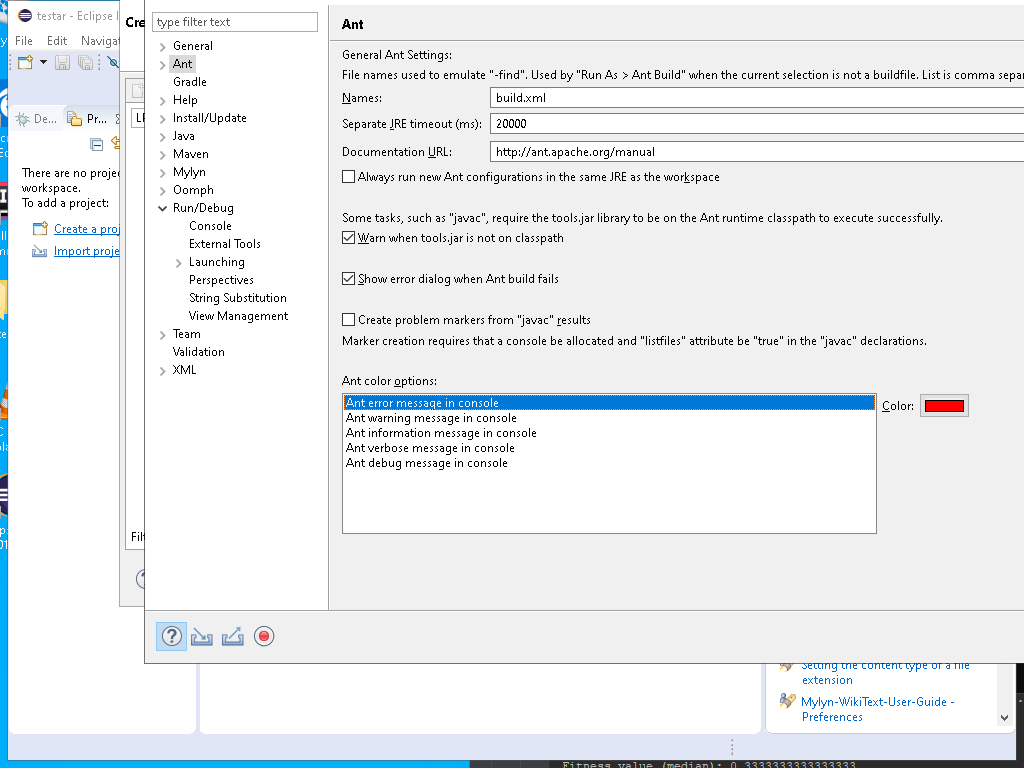 testar - Eclipse I
File Edit Navigat
Cre
De...
Pr...
There are no proje
workspace.
To add a project:
Create a proj
Import proje
Filt
type filter text
General
Ant
Gradle
Help
Install/Update
Java
Maven
Mylyn
Oomph
Run/Debug
Console
External Tools
Launching
Perspectives
String Substitution
View Management
Team
Validation
XML
Ant
General Ant Settings:
File names used to emulate "-find". Used by "Run As > Ant Build" when the current selection is not a buildfile. List is comma separ
Names: build.xml
Separate JRE timeout (ms): 20000
Documentation URL: http://ant.apache.org/manual
Always run new Ant configurations in the same JRE as the workspace
Some tasks, such as "javac", require the tools.jar library to be on the Ant runtime classpath to execute successfully.
Warn when tools.jar is not on classpath
Show error dialog when Ant build fails
Create problem markers from "javac" results
Marker creation requires that a console be allocated and "listfiles" attribute be "true" in the "javac" declarations.
Ant color options:
Ant error message in console
Color:
Ant warning message in console
Ant information message in console
Ant verbose message in console
Ant debug message in console
Setting the content type of a file
extension
Mylyn-WikiText-User-Guide -
Preferences
Fitness value (median): 0.3333333333333333